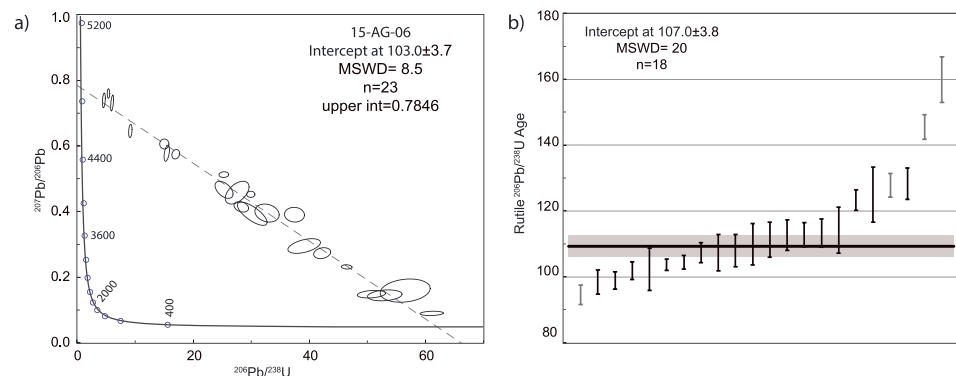 a)
15-AG-06
Intercept at 103.0±3.7
MSWD= 8.5
n=23
upper int=0.7846
1.0
0.8
0.6
0.4
0.2
0.0
5200
4400
3600
2000
400
207Pb/206Pb
0
20
40
60
206Pb/238U
b)
Intercept at 107.0±3.8
MSWD= 20
n=18
180
160
140
120
100
80
Rutile 206Pb/238U Age